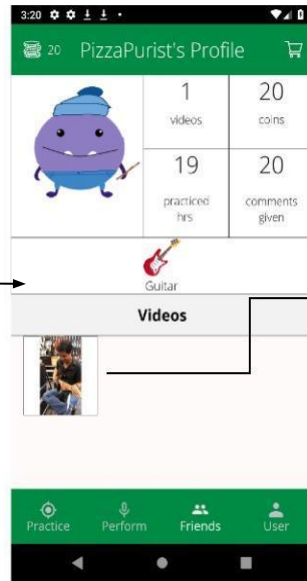 3:20
20 PizzaPurist's Profile
1
videos
20
coins
19
practiced
hrs
20
comments
given
Guitar
Videos
Practice Perform Friends User